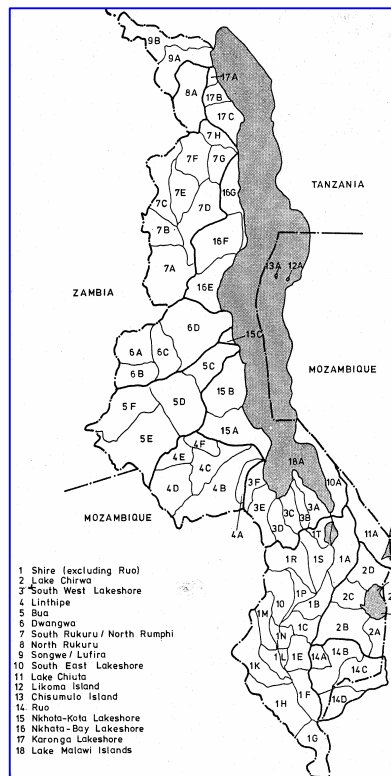 9B
9A
17A
8A
17B
17C
7H
7F
7G
TANZANIA
7E
16G
7C
7D
7B
16F
13A 12A
7A
ZAMBIA
16E
6D
15C
6A
6C
5C
6B
MOZAMBIQUE
5D
15B
5F
5E
15A
4F
18A
4E
4C
3F
10A
4D
4B
3E
3C
3A
3B
MOZAMBIQUE
4A
3D
1T
11A
1R
1S
1A
2D
1 Shire (excluding Ruo)
2 Lake Chirwa
3 South West Lakeshore
4 Linthipe
5 Bua
6 Dwangwa
7 South Rukuru / North Rumphi
8 North Rukuru
9 Songwe / Lufira
10 South East Lakeshore
11 Lake Chiuta
12 Likoma Island
13 Chisumulo Island
14 Ruo
15 Nkhota-Kota Lakeshore
16 Nkhata-Bay Lakeshore
17 Karonga Lakeshore
18 Lake Malawi Islands
1P
2C
1O
1B
1M
1C
2B
2A
1N
1L
1E
14A
14B
1K
14C
1H
1F
14D
1G